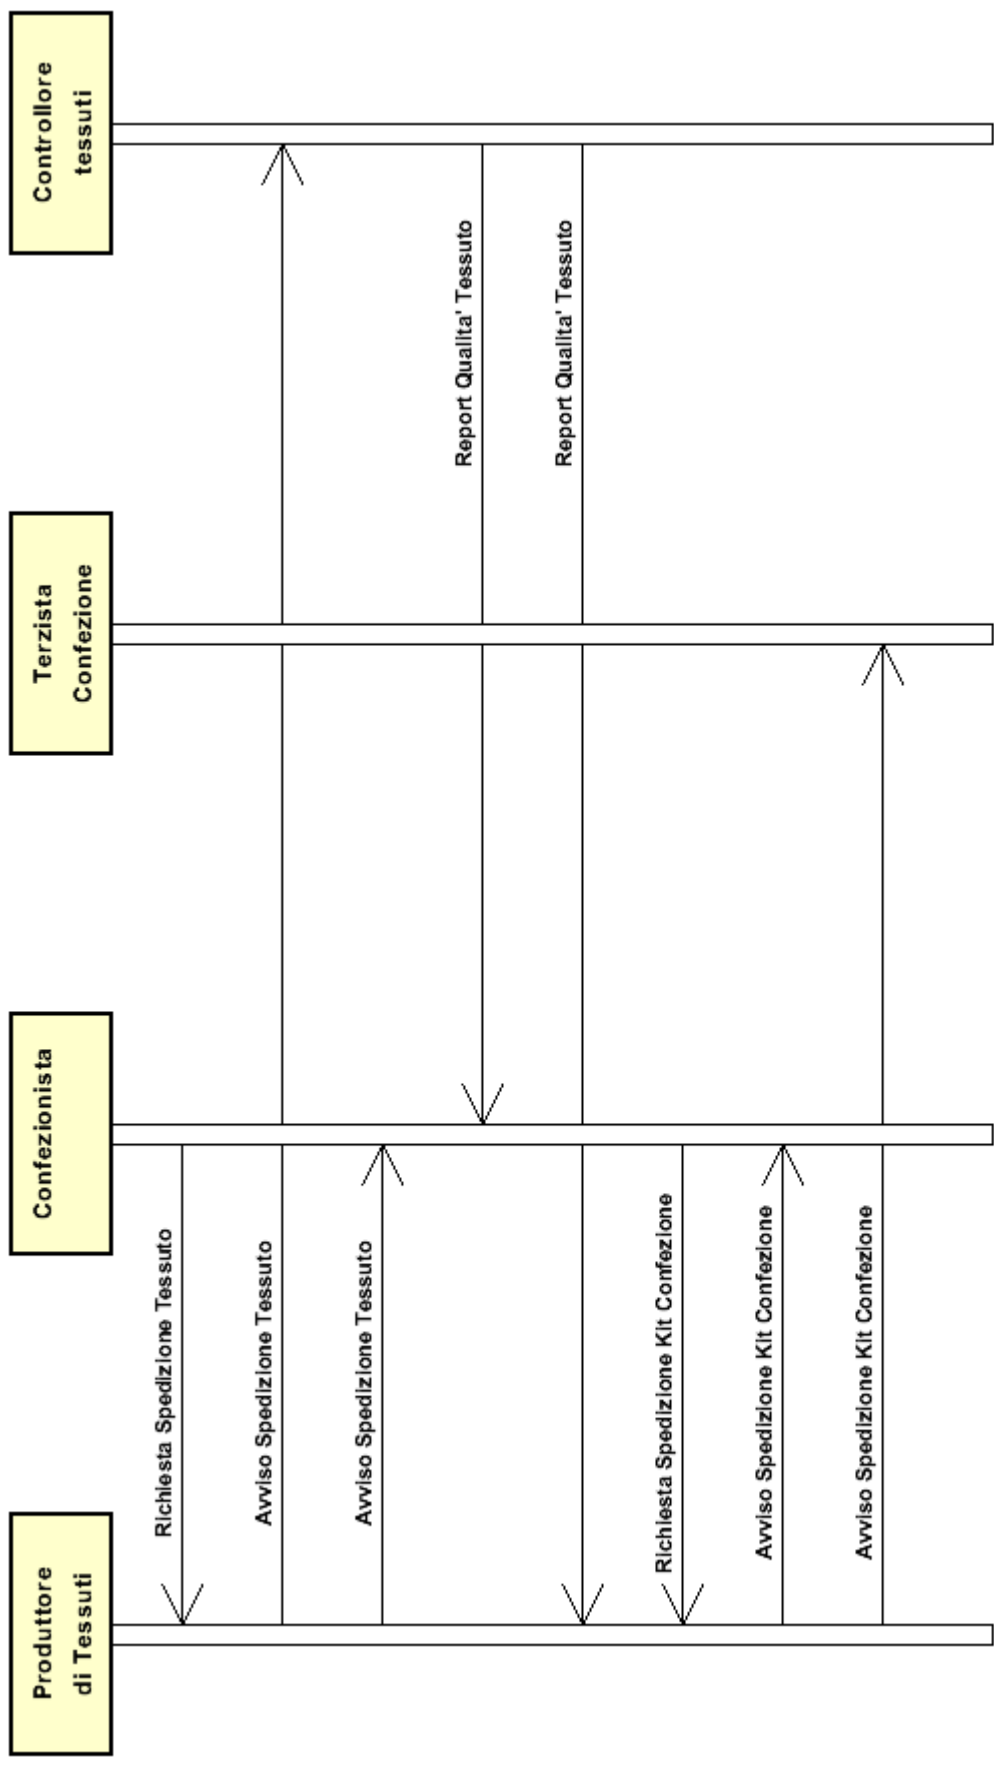 Produttore
di Tessuti
Confezionista
Terzista
Confezione
Controllore
tessuti
Richiesta Spedizione Tessuto
Avviso Spedizione Tessuto
Avviso Spedizione Tessuto
Report Qualita' Tessuto
Report Qualita' Tessuto
Richiesta Spedizione Kit Confezione
Avviso Spedizione Kit Confezione
Avviso Spedizione Kit Confezione